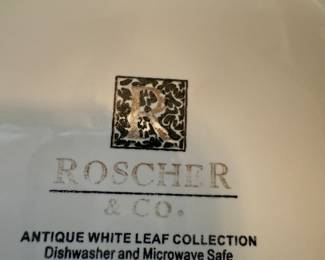 R
ROSCHER
& CO.
ANTIQUE WHITE LEAF COLLECTION
Dishwasher and Microwave Safe